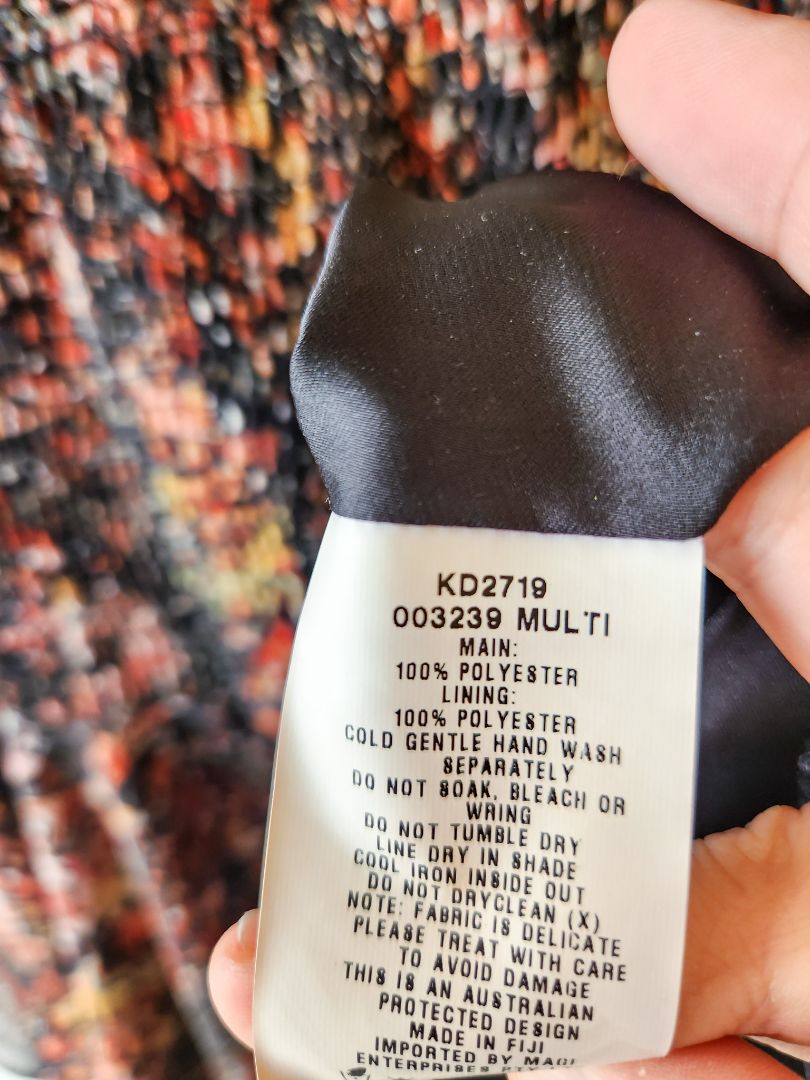 KD2719
003239 MULTI
MAIN:
100% POLYESTER
LINING:
100% POLYESTER
COLD GENTLE HAND WASH
SEPARATELY
DO NOT SOAK, BLEACH OR
WRING
DO NOT TUMBLE DRY
LINE DRY IN SHADE
COOL IRON INSIDE OUT
DO NOT DRYCLEAN (X)
NOTE: FABRIC IS DELICATE
PLEASE TREAT WITH CARE
TO AVOID DAMAGE
THIS IS AN AUSTRALIAN
PROTECTED DESIGN
MADE IN FIJI
IMPORTED BY
ENTERPRISES